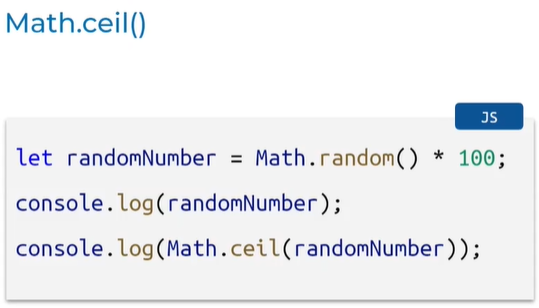 Math.ceil()
JS
let randomNumber = Math.random() * 100;
console.log(randomNumber);
console.log(Math.ceil(randomNumber));